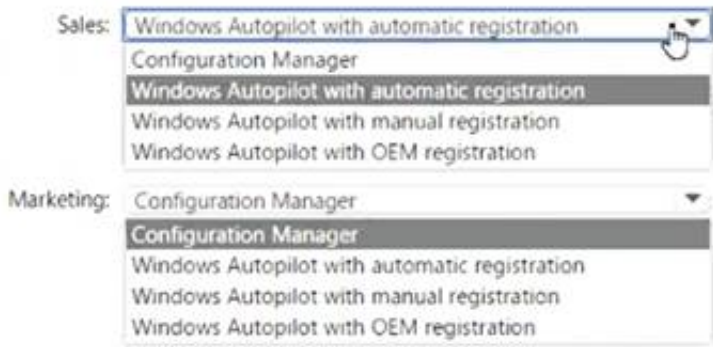 Sales: Windows Autopilot with automatic registration
Configuration Manager
Windows Autopilot with automatic registration
Windows Autopilot with manual registration
Windows Autopilot with OEM registration
Marketing: Configuration Manager
Configuration Manager
Windows Autopilot with automatic registration
Windows Autopilot with manual registration
Windows Autopilot with OEM registration